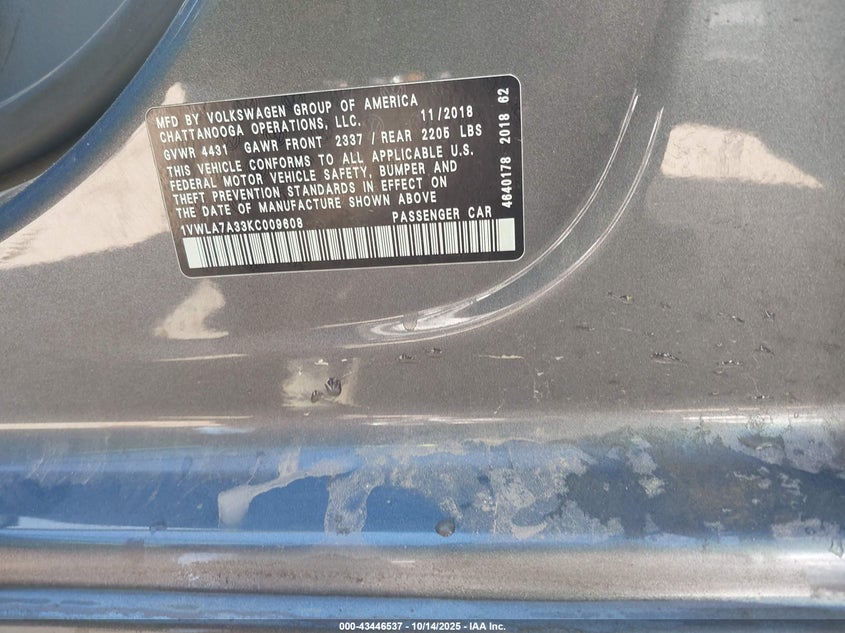 MFD BY VOLKSWAGEN GROUP OF AMERICA
CHATTANOOGA OPERATIONS, LLC. 11/2018
GVWR 4431 GAWR FRONT 2337 / REAR 2205 LBS
THIS VEHICLE CONFORMS TO ALL APPLICABLE U.S.
FEDERAL MOTOR VEHICLE SAFETY, BUMPER AND
THEFT PREVENTION STANDARDS IN EFFECT ON
THE DATE OF MANUFACTURE SHOWN ABOVE
1VWLA7A33KC009608 PASSENGER CAR
4640178 2018 62
000-43446537 - 10/14/2025 - IAA Inc.